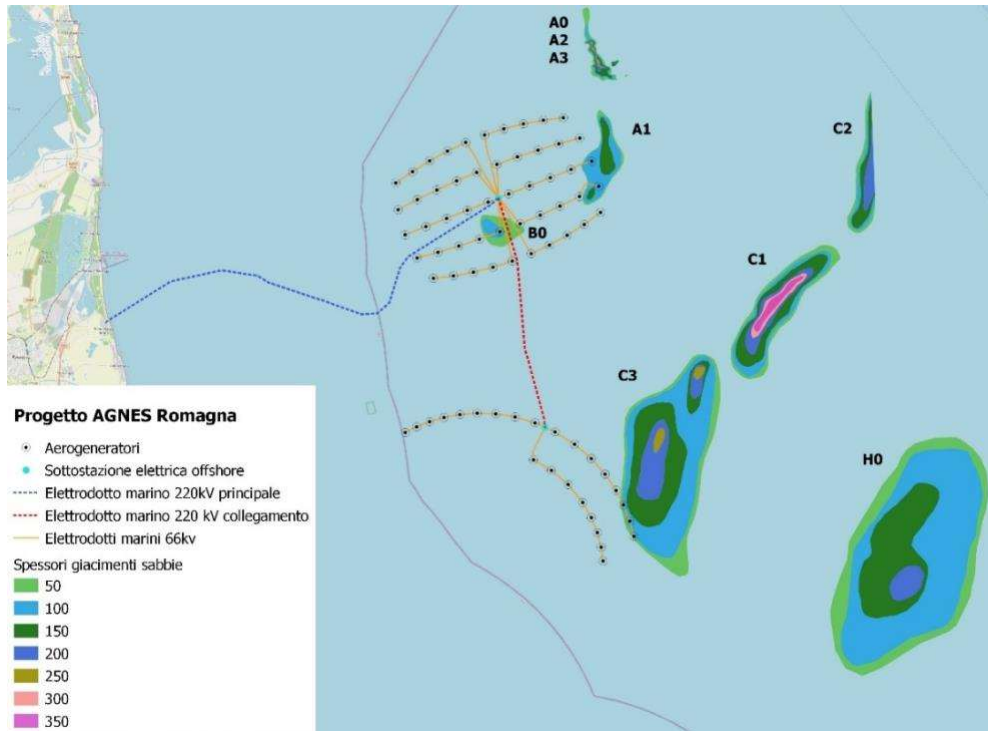 A0
A2
A3
A1
C2
B0
C1
C3
H0
Progetto AGNES Romagna
Aerogeneratori
Sottostazione elettrica offshore
Elettrodotto marino 220kV principale
Elettrodotto marino 220 kV collegamento
Elettrodotti marini 66kv
Spessori giacimenti sabbie
50
100
150
200
250
300
350